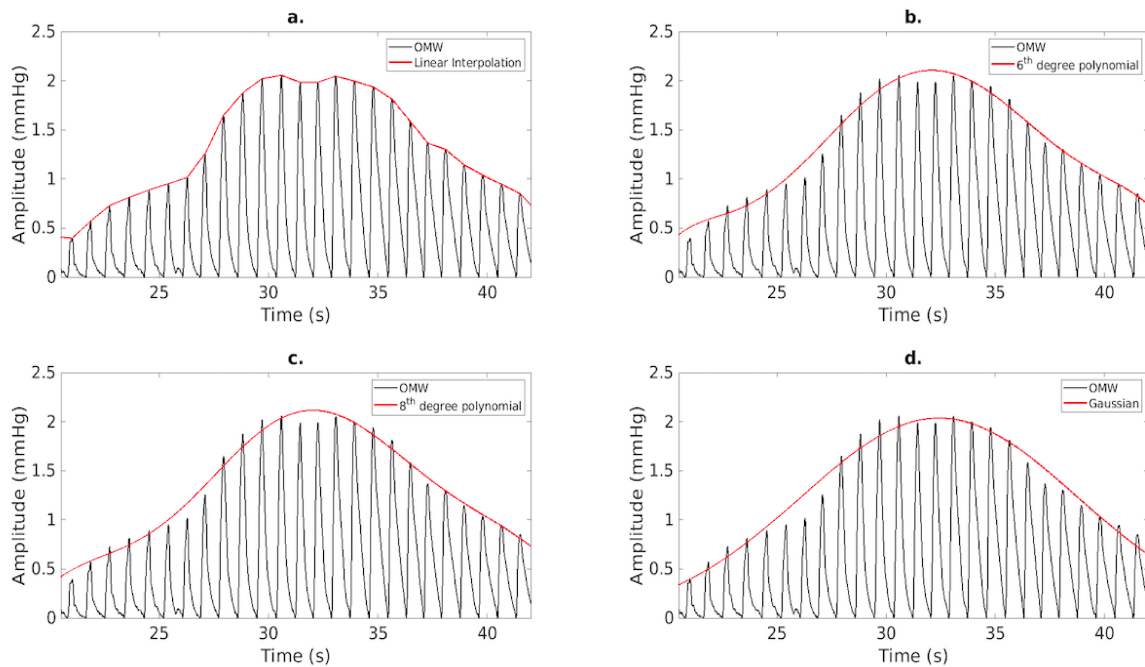 a.
2.5
2
1.5
1
0.5
0
Amplitude (mmHg)
OMW
Linear Interpolation
25
30
35
40
Time (s)
b.
2.5
2
1.5
1
0.5
0
Amplitude (mmHg)
OMW
6th degree polynomial
25
30
35
40
Time (s)
c.
2.5
2
1.5
1
0.5
0
Amplitude (mmHg)
OMW
8th degree polynomial
25
30
35
40
Time (s)
d.
2.5
2
1.5
1
0.5
0
Amplitude (mmHg)
OMW
Gaussian
25
30
35
40
Time (s)